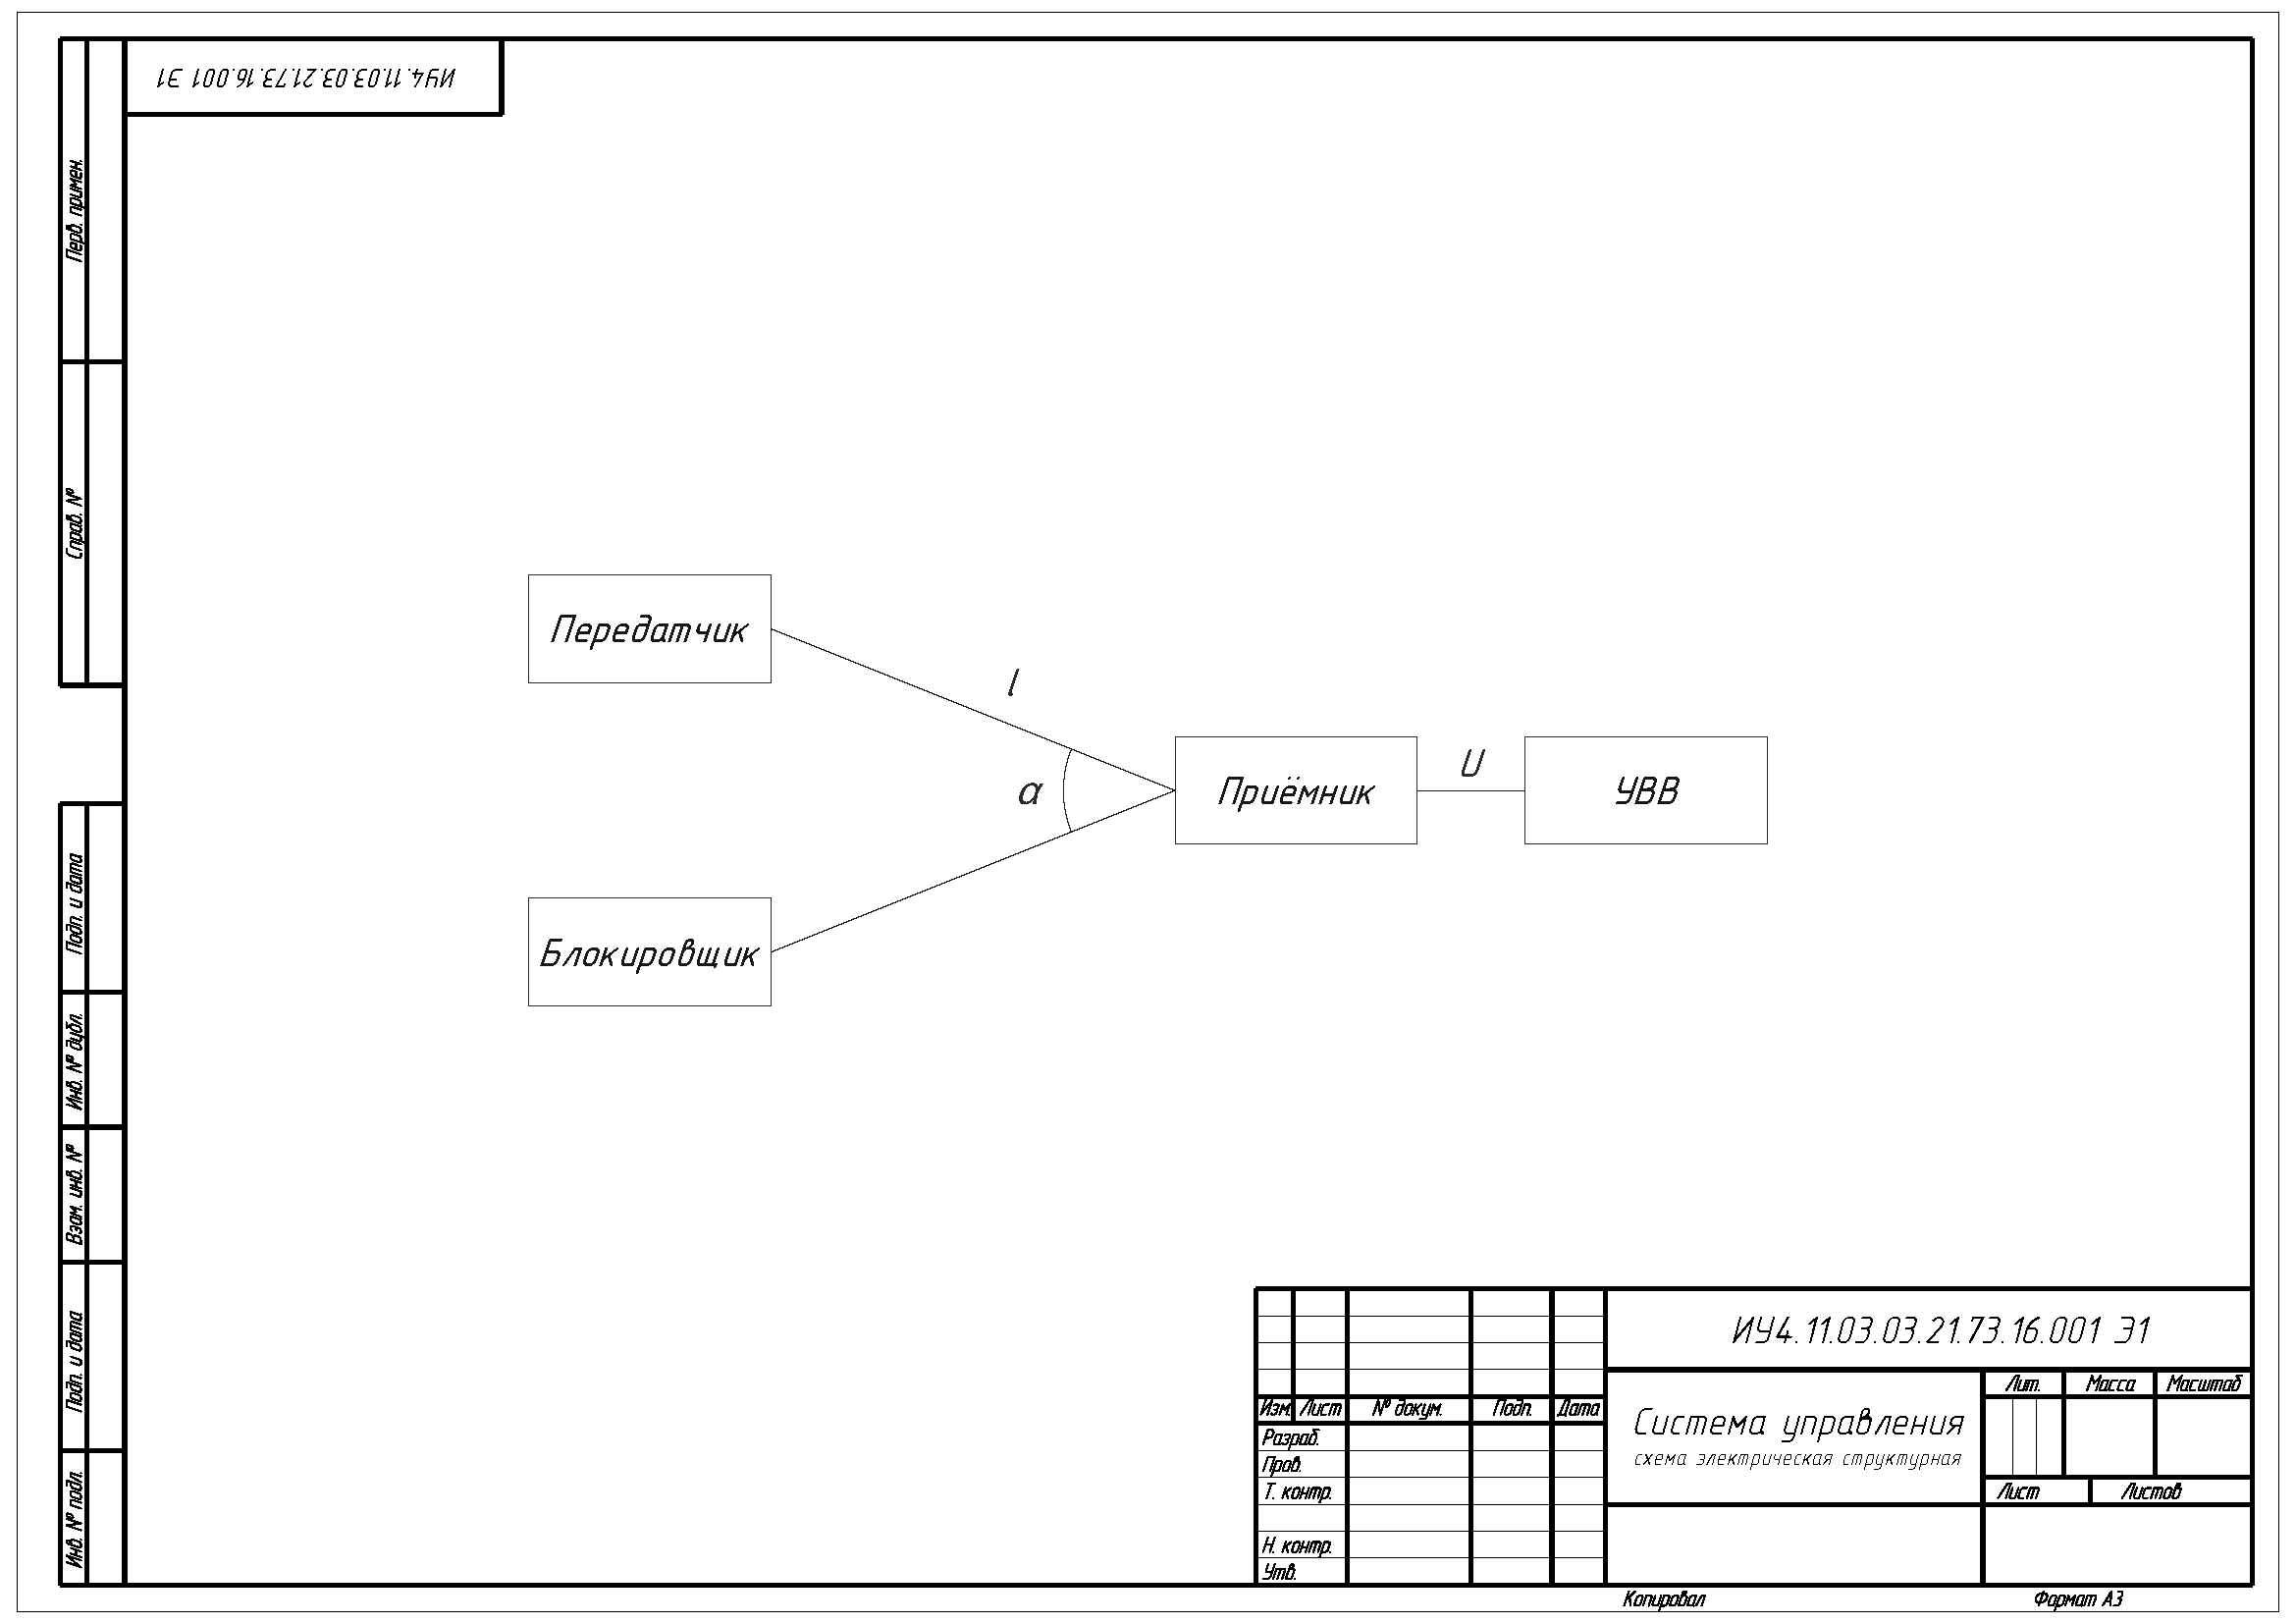 ИУ4.11.03.03.21.73.16.001 Э1
Перв. примен.
Справ. №
Передатчик
l
α
Приёмник
U
УВВ
Блокировщик
Подп. и дата
Инв. № дубл.
Взам. инв. №
Подп. и дата
Инв. № подл.
ИУ4.11.03.03.21.73.16.001 Э1
Изм. Лист № докум. Подп. Дата
Разраб.
Пров.
Т. контр.
Н. контр.
Утв.
Система управления
схема электрическая структурная
Лит. Масса Масштаб
Лист Листов
Копировал Формат А3